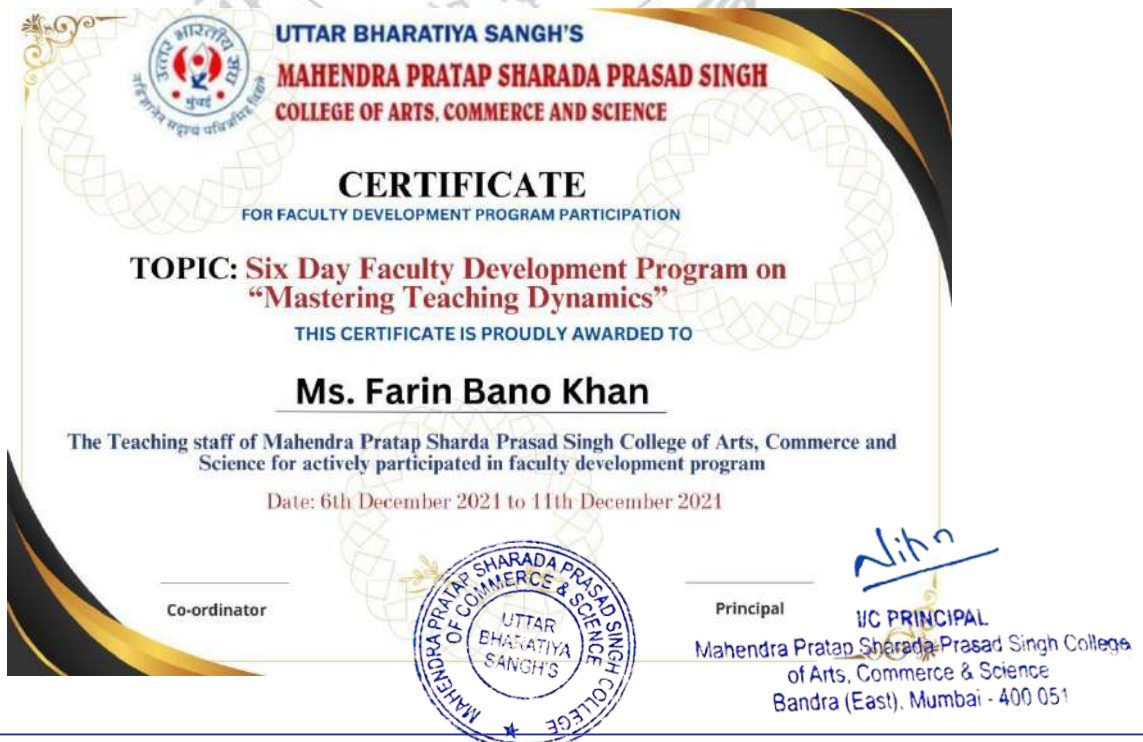 उत्तर भारतीय संघ
मुंबई
UTTAR BHARATIYA SANGH'S
MAHENDRA PRATAP SHARADA PRASAD SINGH
COLLEGE OF ARTS, COMMERCE AND SCIENCE
CERTIFICATE
FOR FACULTY DEVELOPMENT PROGRAM PARTICIPATION
TOPIC: Six Day Faculty Development Program on
“Mastering Teaching Dynamics”
THIS CERTIFICATE IS PROUDLY AWARDED TO
Ms. Farin Bano Khan
The Teaching staff of Mahendra Pratap Sharda Prasad Singh College of Arts, Commerce and
Science for actively participated in faculty development program
Date: 6th December 2021 to 11th December 2021
Co-ordinator
MAHENDRA PRATAP SHARADA PRASAD SINGH COLLEGE
OF COMMERCE & SCIENCE
UTTAR
BHARATIYA
SANGH'S
Principal
I/C PRINCIPAL
Mahendra Pratap Sharada Prasad Singh College
of Arts, Commerce & Science
Bandra (East), Mumbai - 400 051